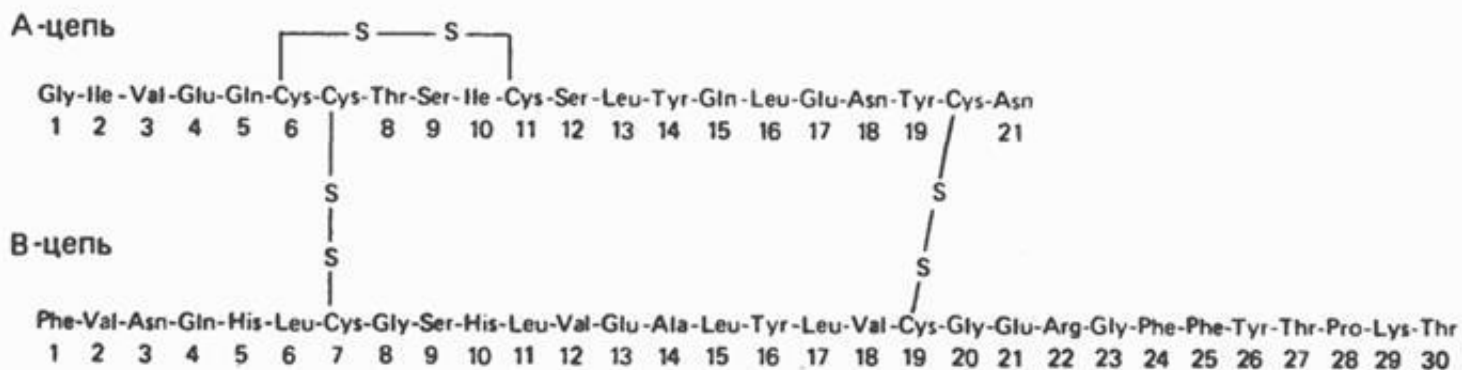 А-цепь
S S
Gly-Ile-Val-Glu-Gln-Cys-Cys-Thr-Ser-Ile-Cys-Ser-Leu-Tyr-Gln-Leu-Glu-Asn-Tyr-Cys-Asn
1 2 3 4 5 6 8 9 10 11 12 13 14 15 16 17 18 19 21
S S
S S
В-цепь
Phe-Val-Asn-Gln-His-Leu-Cys-Gly-Ser-His-Leu-Val-Glu-Ala-Leu-Tyr-Leu-Val-Cys-Gly-Glu-Arg-Gly-Phe-Phe-Tyr-Thr-Pro-Lys-Thr
1 2 3 4 5 6 7 8 9 10 11 12 13 14 15 16 17 18 19 20 21 22 23 24 25 26 27 28 29 30